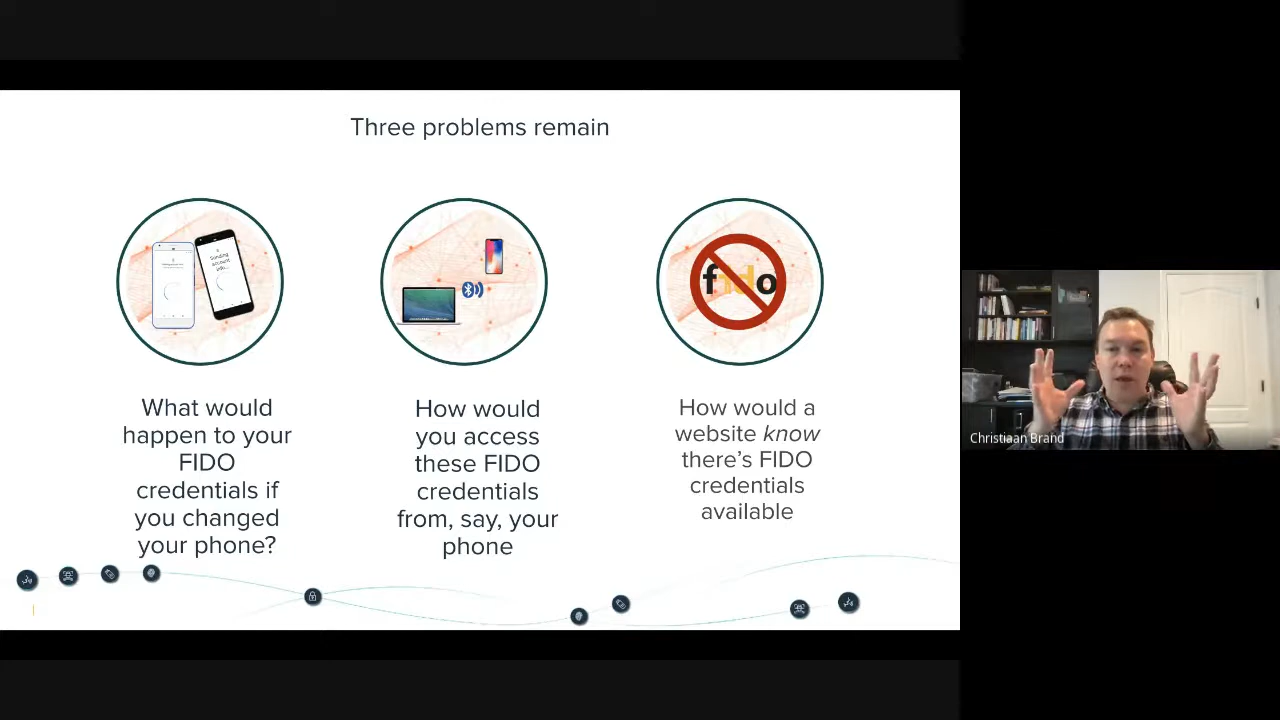 Three problems remain
fido
What would
happen to your
FIDO
credentials if
you changed
your phone?
How would
you access
these FIDO
credentials
from, say, your
phone
How would a
website know
there's FIDO
credentials
available
Christiaan Brand